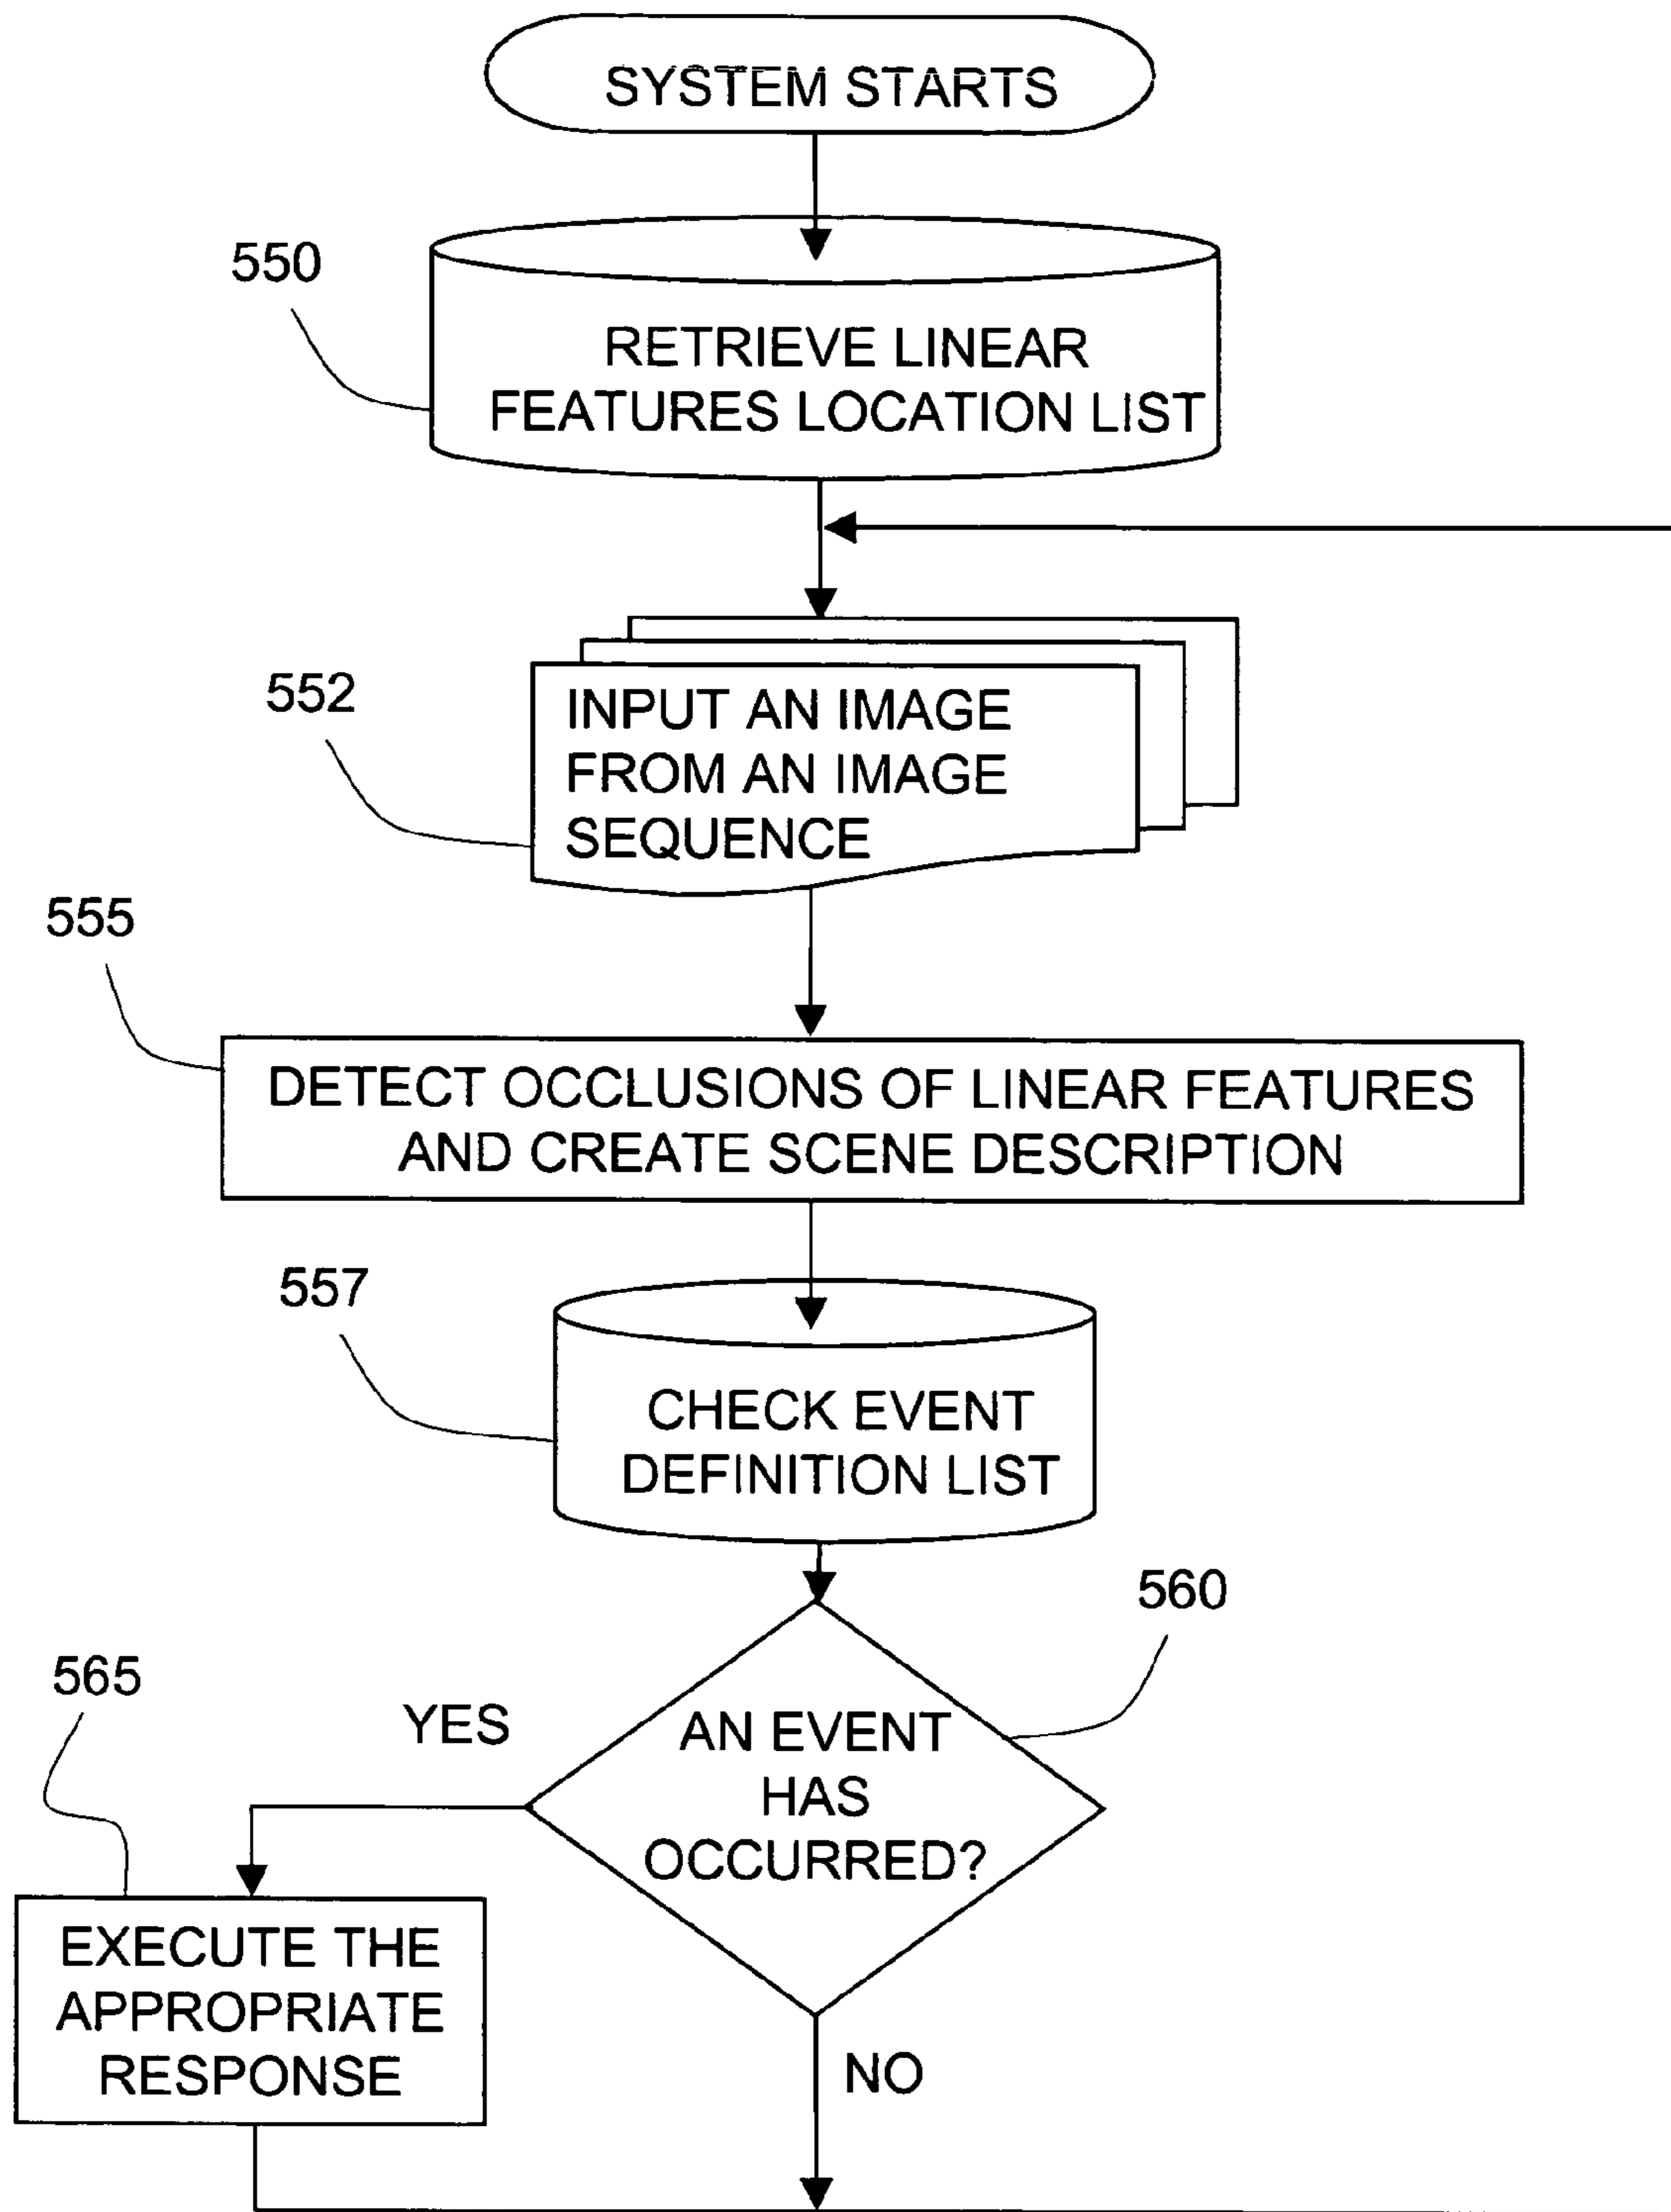 SYSTEM STARTS
550
RETRIEVE LINEAR
FEATURES LOCATION LIST
552
INPUT AN IMAGE
FROM AN IMAGE
SEQUENCE
555
DETECT OCCLUSIONS OF LINEAR FEATURES
AND CREATE SCENE DESCRIPTION
557
CHECK EVENT
DEFINITION LIST
560
AN EVENT
HAS
OCCURRED?
YES
565
EXECUTE THE
APPROPRIATE
RESPONSE
NO